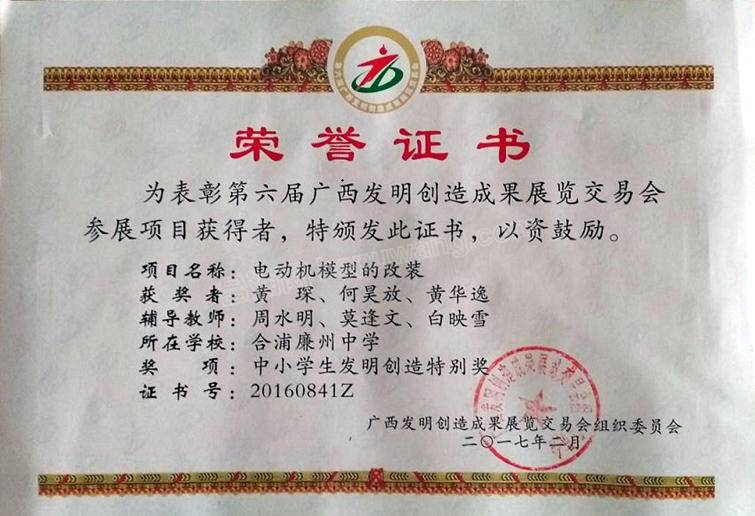 荣誉证书
为表彰第六届广西发明创造成果展览交易会
参展项目获得者，特颁发此证书，以资鼓励。
项目名称：电动机模型的改装
获奖者：黄琛、何昊放、黄华逸
辅导教师：周水明、莫逢文、白映雪
所在学校：合浦廉州中学
奖项：中小学生发明创造特别奖
证书号：20160841Z
广西发明创造成果展览交易会组织委员会
二〇一七年二月